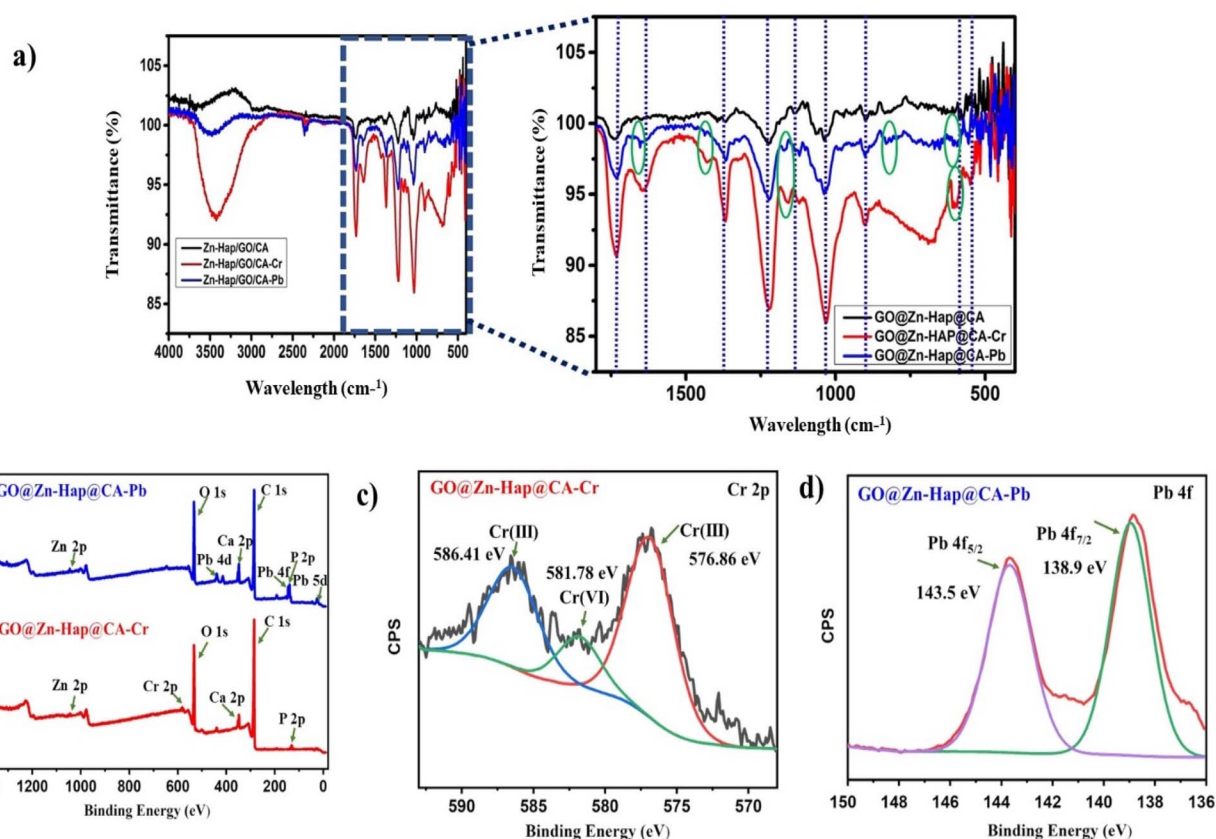 a)
Transmittance (%)
105
100
95
90
85
Zn-Hap/GO/CA
Zn-Hap/GO/CA-Cr
Zn-Hap/GO/CA-Pb
4000 3500 3000 2500 2000 1500 1000 500
Wavelength (cm-1)
Transmittance (%)
105
100
95
90
85
GO@Zn-Hap@CA
GO@Zn-HAP@CA-Cr
GO@Zn-Hap@CA-Pb
1500 1000 500
Wavelength (cm-1)
GO@Zn-Hap@CA-Pb
O 1s
C 1s
Zn 2p
Pb 4d
Ca 2p
Pb 4f
P 2p
Pb 5d
GO@Zn-Hap@CA-Cr
O 1s
C 1s
Zn 2p
Cr 2p
Ca 2p
P 2p
1200 1000 800 600 400 200 0
Binding Energy (eV)
c)
GO@Zn-Hap@CA-Cr
Cr 2p
Cr(III)
586.41 eV
581.78 eV
Cr(VI)
Cr(III)
576.86 eV
CPS
590 585 580 575 570
Binding Energy (eV)
d)
GO@Zn-Hap@CA-Pb
Pb 4f
Pb 4f5/2
143.5 eV
Pb 4f7/2
138.9 eV
CPS
150 148 146 144 142 140 138 136
Binding Energy (eV)